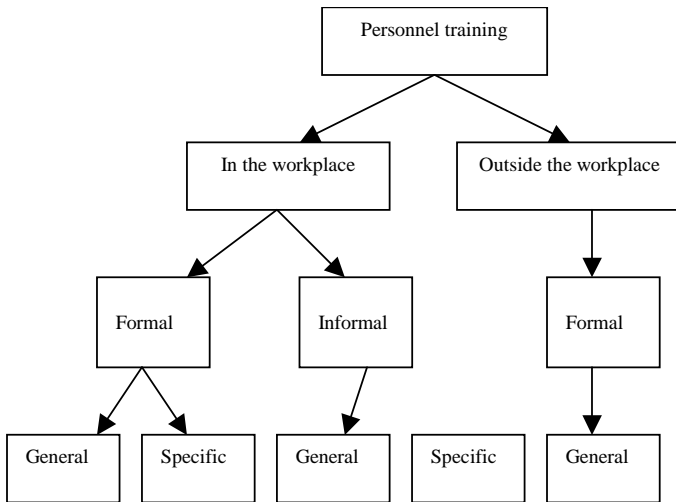 Personnel training
In the workplace
Outside the workplace
Formal
Informal
Formal
General
Specific
General
Specific
General